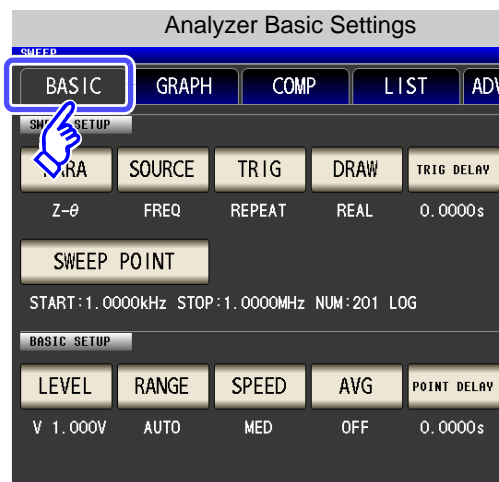 Analyzer Basic Settings
SWEEP
BASIC GRAPH COMP LIST ADV
SETUP
SOURCE TRIG DRAW TRIG DELAY
Z-θ FREQ REPEAT REAL 0.0000s
SWEEP POINT
START:1.0000kHz STOP:1.0000MHz NUM:201 LOG
BASIC SETUP
LEVEL RANGE SPEED AVG POINT DELAY
V 1.000V AUTO MED OFF 0.0000s